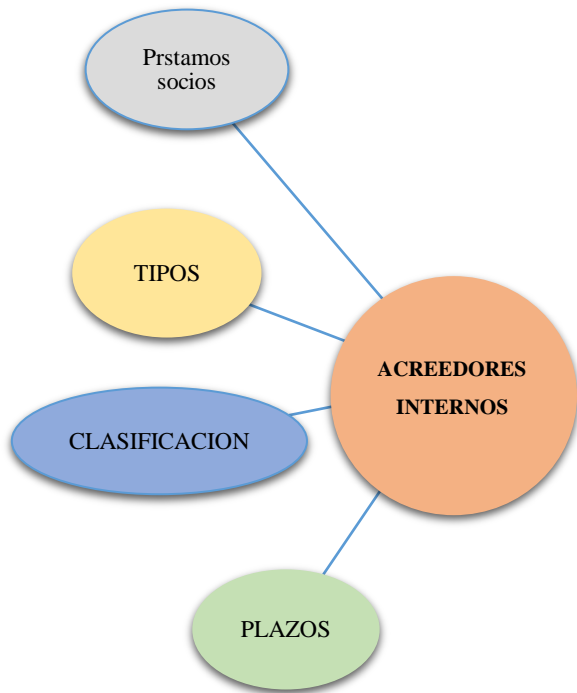 Prstamos
socios
TIPOS
ACREEDORES
INTERNOS
CLASIFICACION
PLAZOS